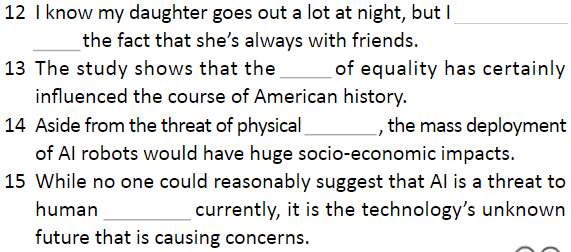 12 I know my daughter goes out a lot at night, but I ____________
______ the fact that she's always with friends.
13 The study shows that the ______ of equality has certainly
influenced the course of American history.
14 Aside from the threat of physical ________, the mass deployment
of AI robots would have huge socio-economic impacts.
15 While no one could reasonably suggest that AI is a threat to
human __________ currently, it is the technology's unknown
future that is causing concerns.